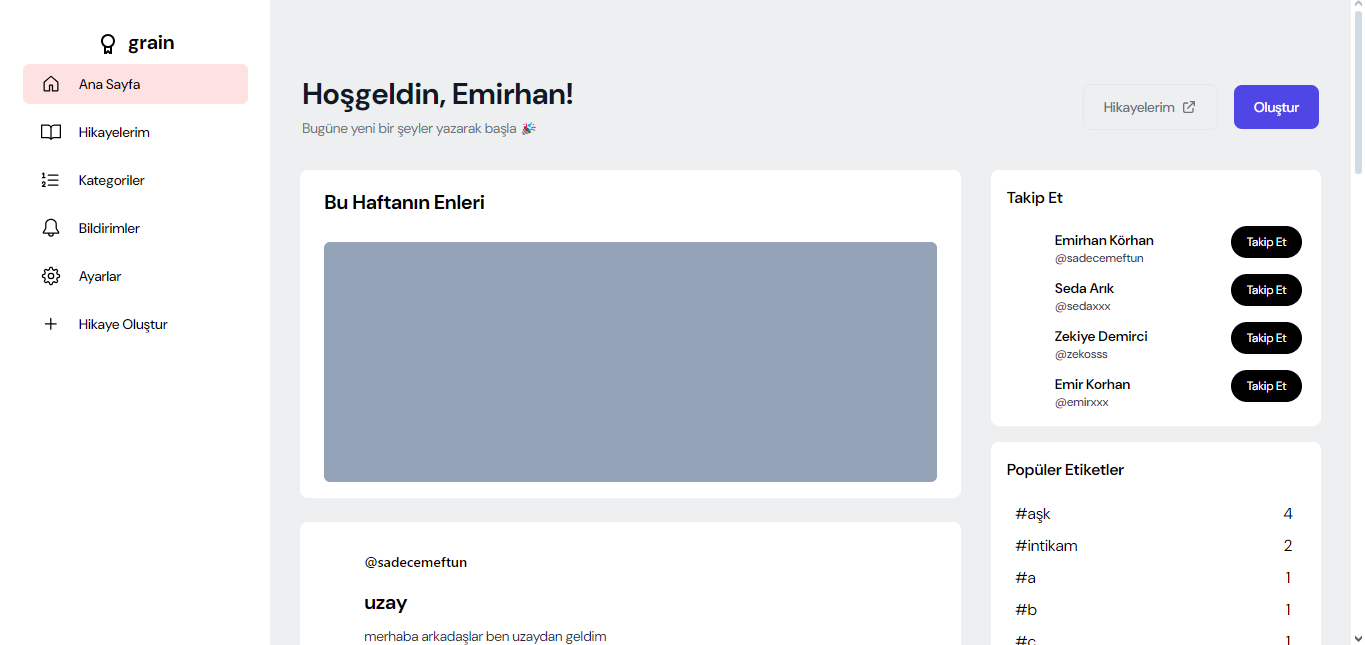 grain
Ana Sayfa
Hikayelerim
Kategoriler
Bildirimler
Ayarlar
Hikaye Oluştur
Hoşgeldin, Emirhan!
Bugüne yeni bir şeyler yazarak başla 🎉
Hikayelerim
Oluştur
Bu Haftanın Enleri
@sadecemeftun
uzay
merhaba arkadaşlar ben uzaydan geldim
Takip Et
Emirhan Körhan
@sadecemeftun
Takip Et
Seda Arık
@sedaxxx
Takip Et
Zekiye Demirci
@zekosss
Takip Et
Emir Korhan
@emirxxx
Takip Et
Popüler Etiketler
#aşk 4
#intikam 2
#a 1
#b 1
#c 1